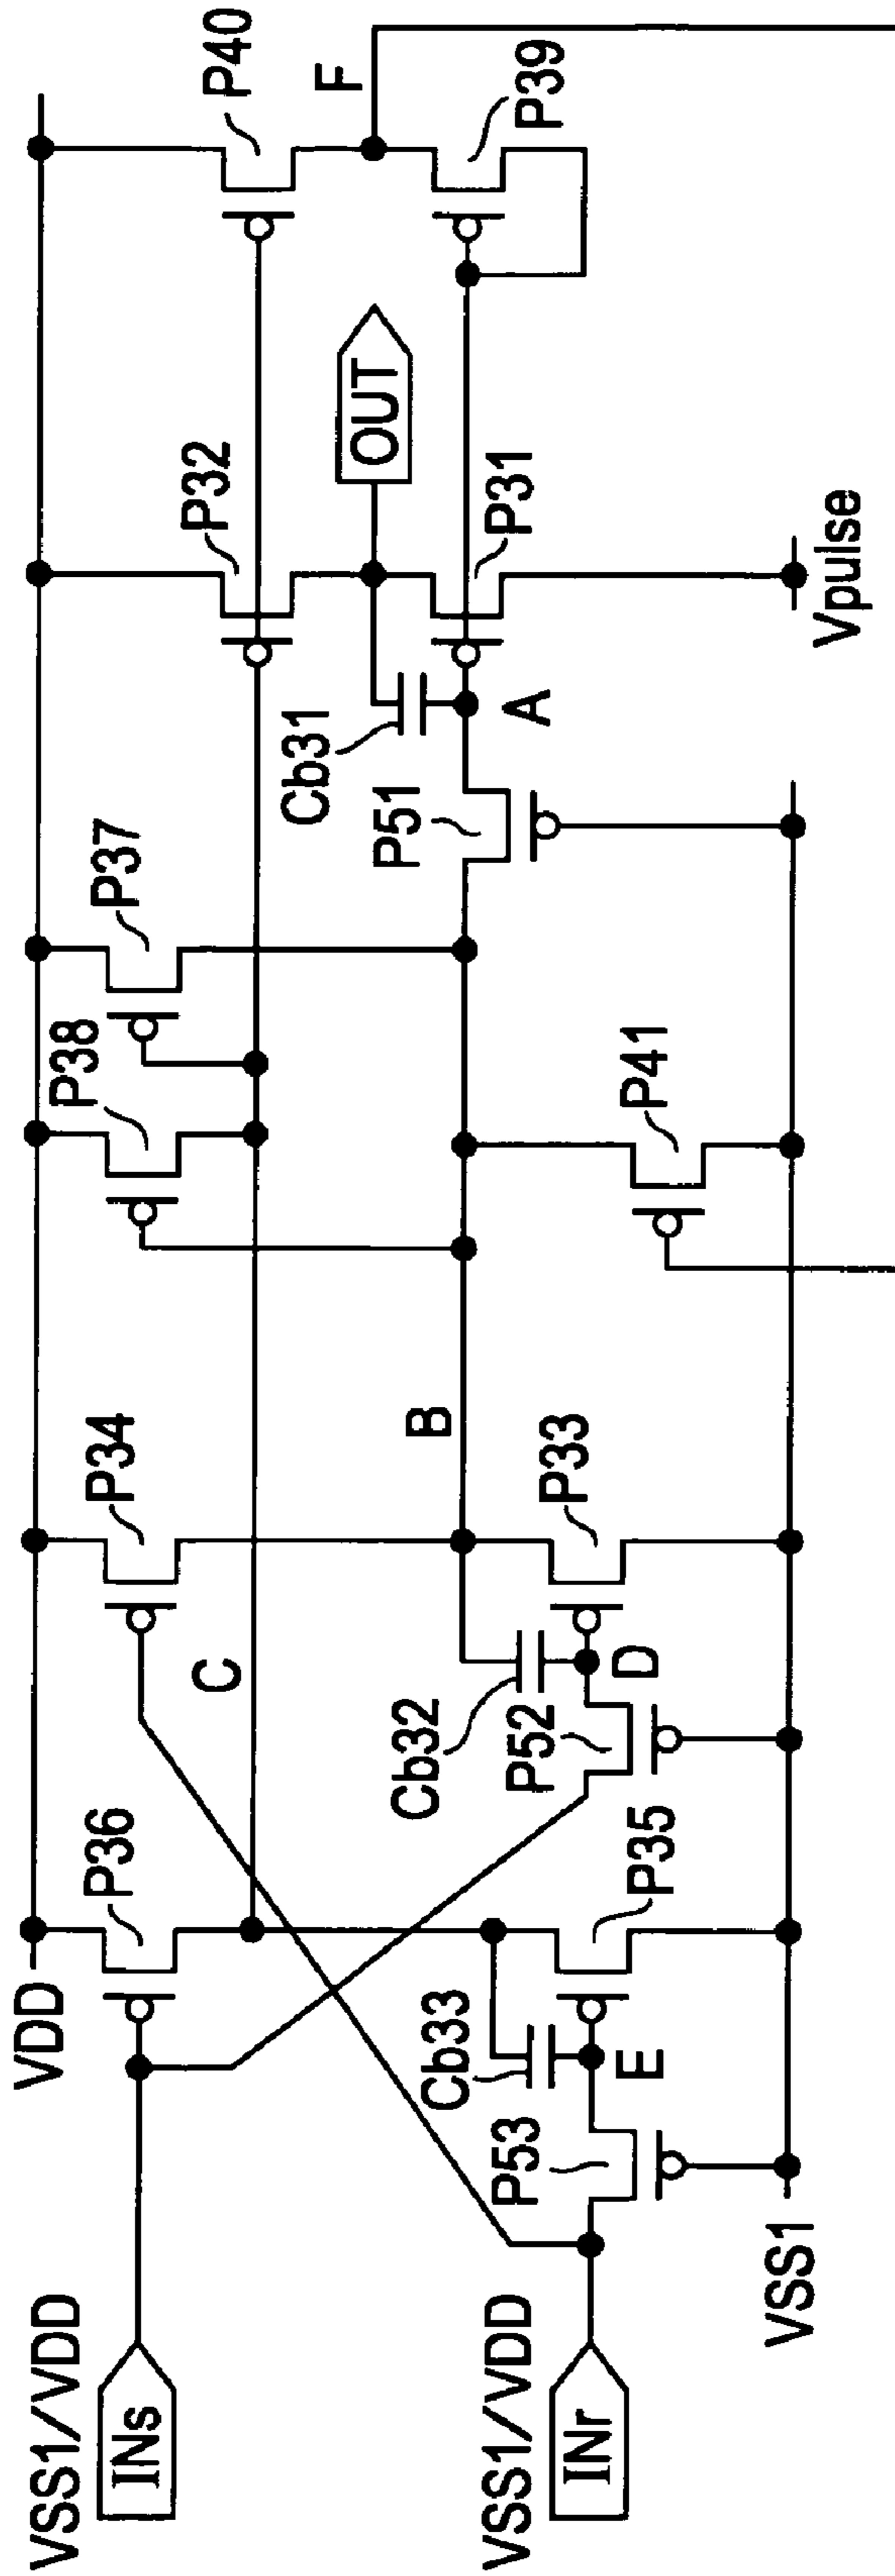 VSS1/VDD
INs
VSS1/VDD
INr
VDD
P36
P34
P38
P37
P32
P40
F
C
B
OUT
Cb31
P39
P51
A
P31
Cb33
P53
E
P35
Cb32
P52
D
P33
P41
VSS1
Vpulse